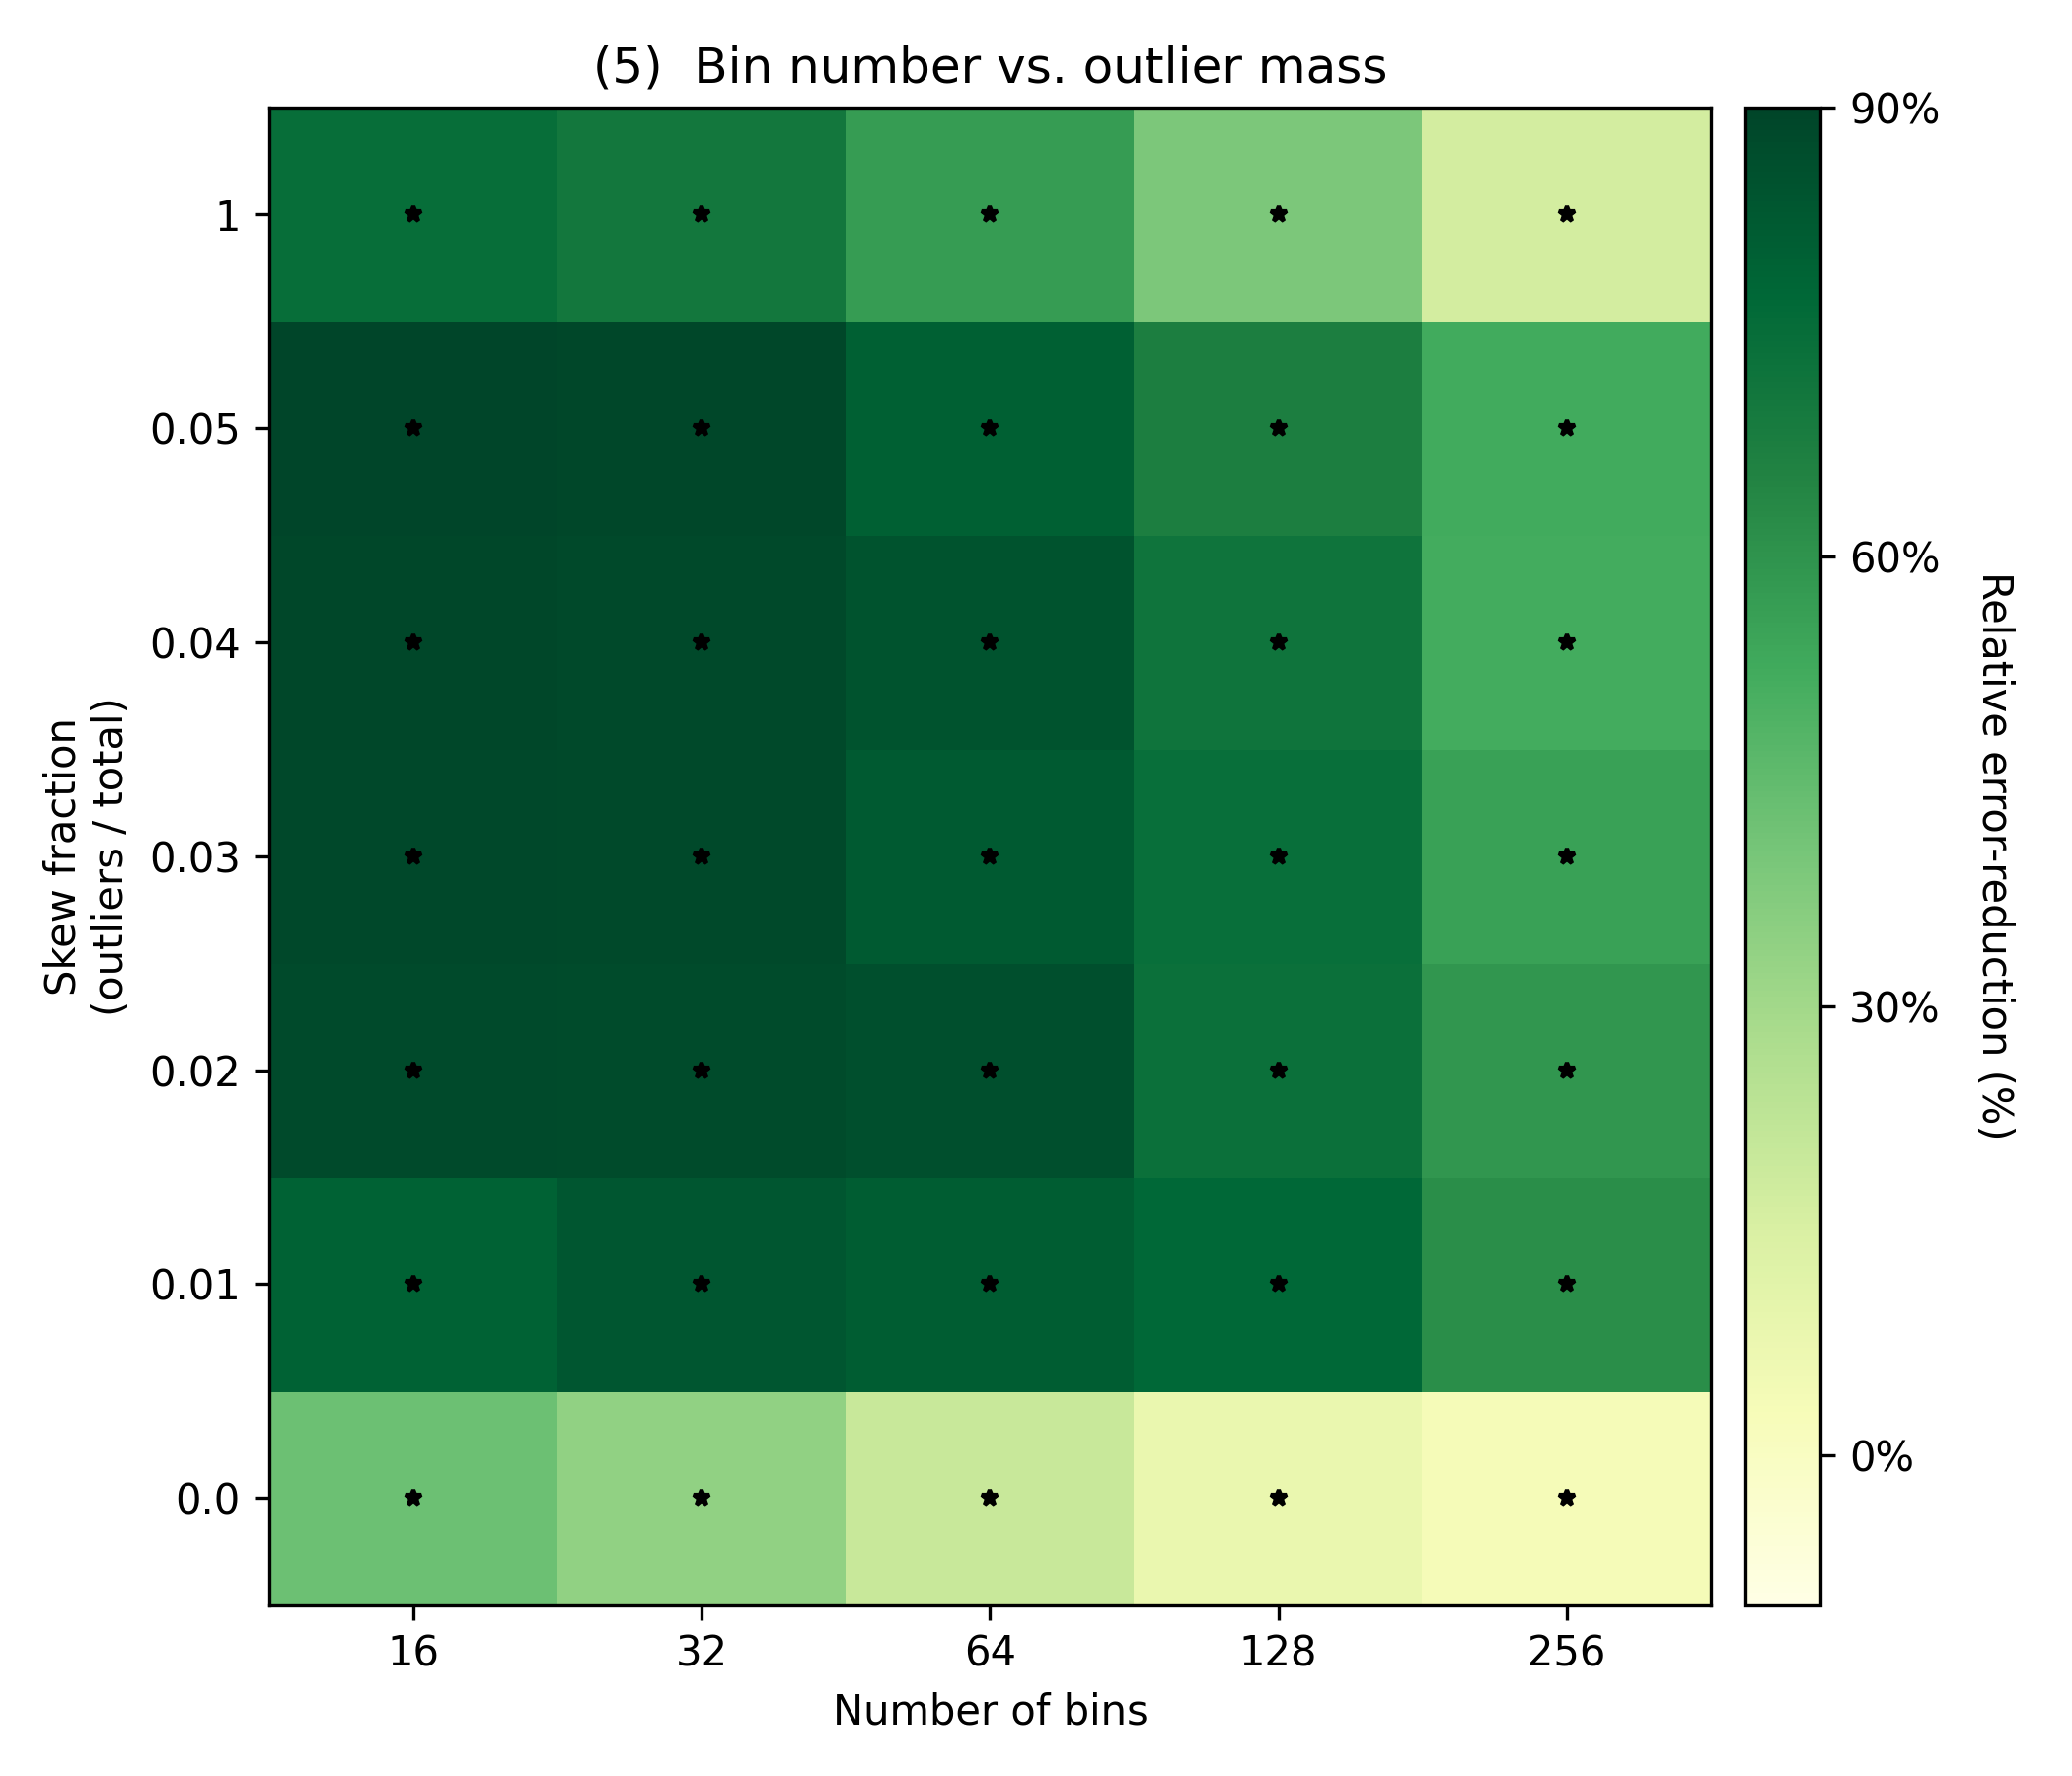 (5)  Bin number vs. outlier mass
1
0.05
0.04
0.03
0.02
0.01
0.0
Skew fraction
(outliers / total)
16 32 64 128 256
Number of bins
90%
60%
30%
0%
Relative error-reduction (%)